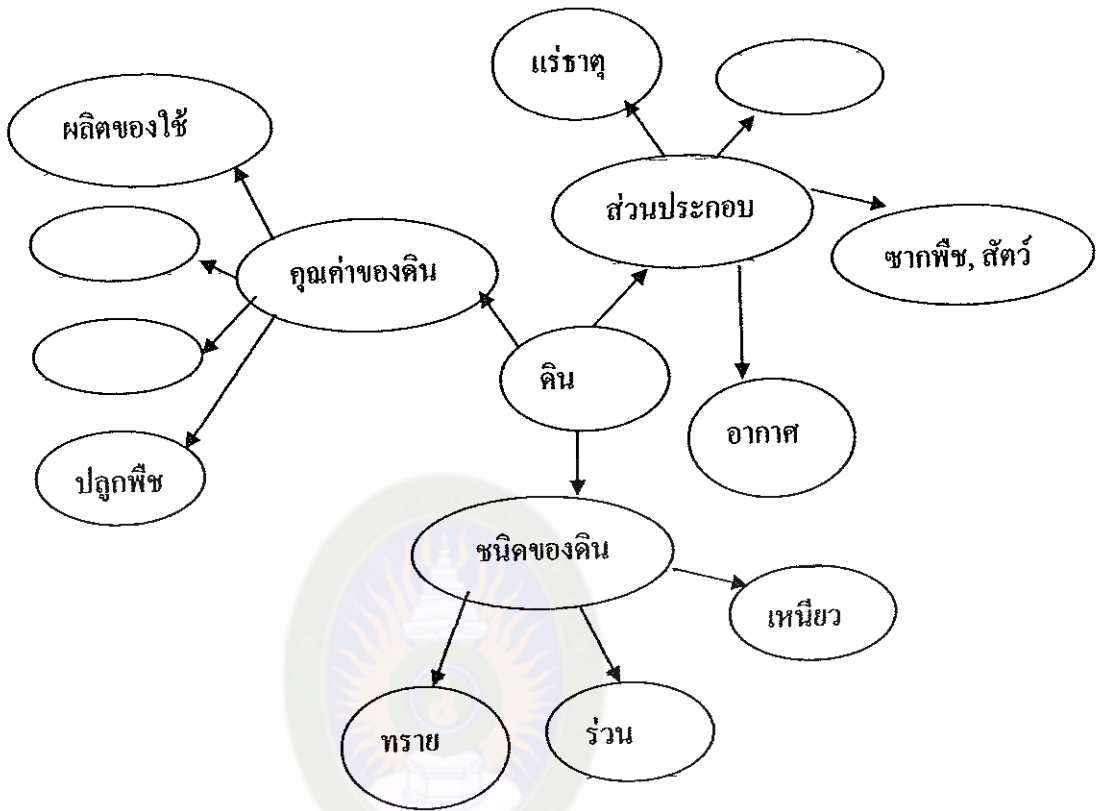 แร่ธาตุ
ผลิตของใช้
ส่วนประกอบ
ซากพืช, สัตว์
คุณค่าของดิน
ดิน
อากาศ
ปลูกพืช
ชนิดของดิน
เหนียว
ทราย
ร่วน